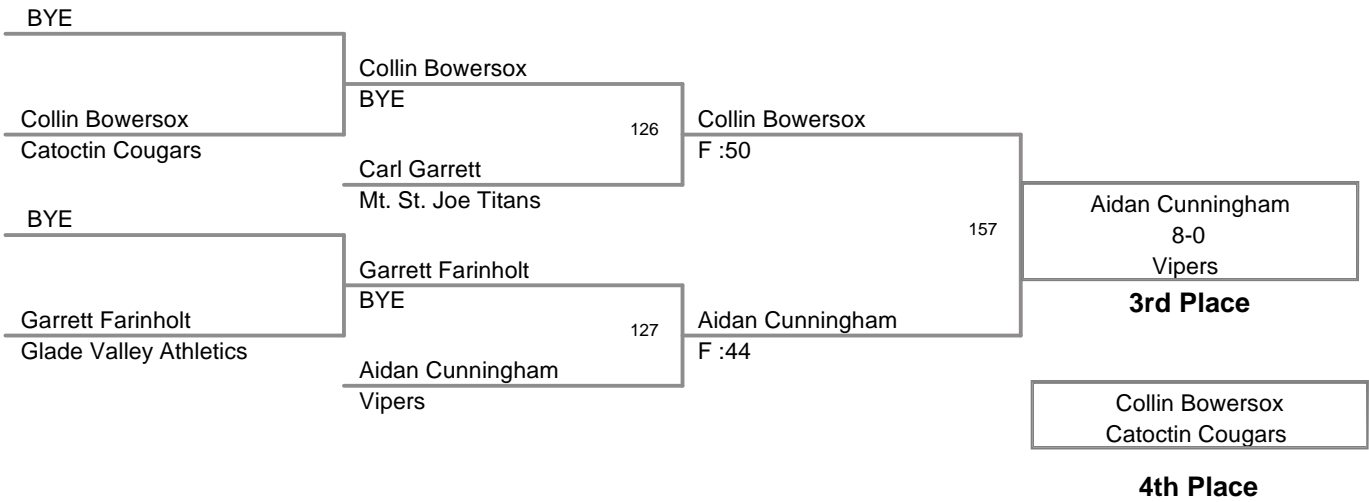 BYE
Collin Bowersox
BYE
Collin Bowersox
Catoctin Cougars
126
Collin Bowersox
F :50
Carl Garrett
Mt. St. Joe Titans
BYE
157
Aidan Cunningham
8-0
Vipers
3rd Place
Garrett Farinholt
BYE
Garrett Farinholt
Glade Valley Athletics
127
Aidan Cunningham
F :44
Aidan Cunningham
Vipers
Collin Bowersox
Catoctin Cougars
4th Place